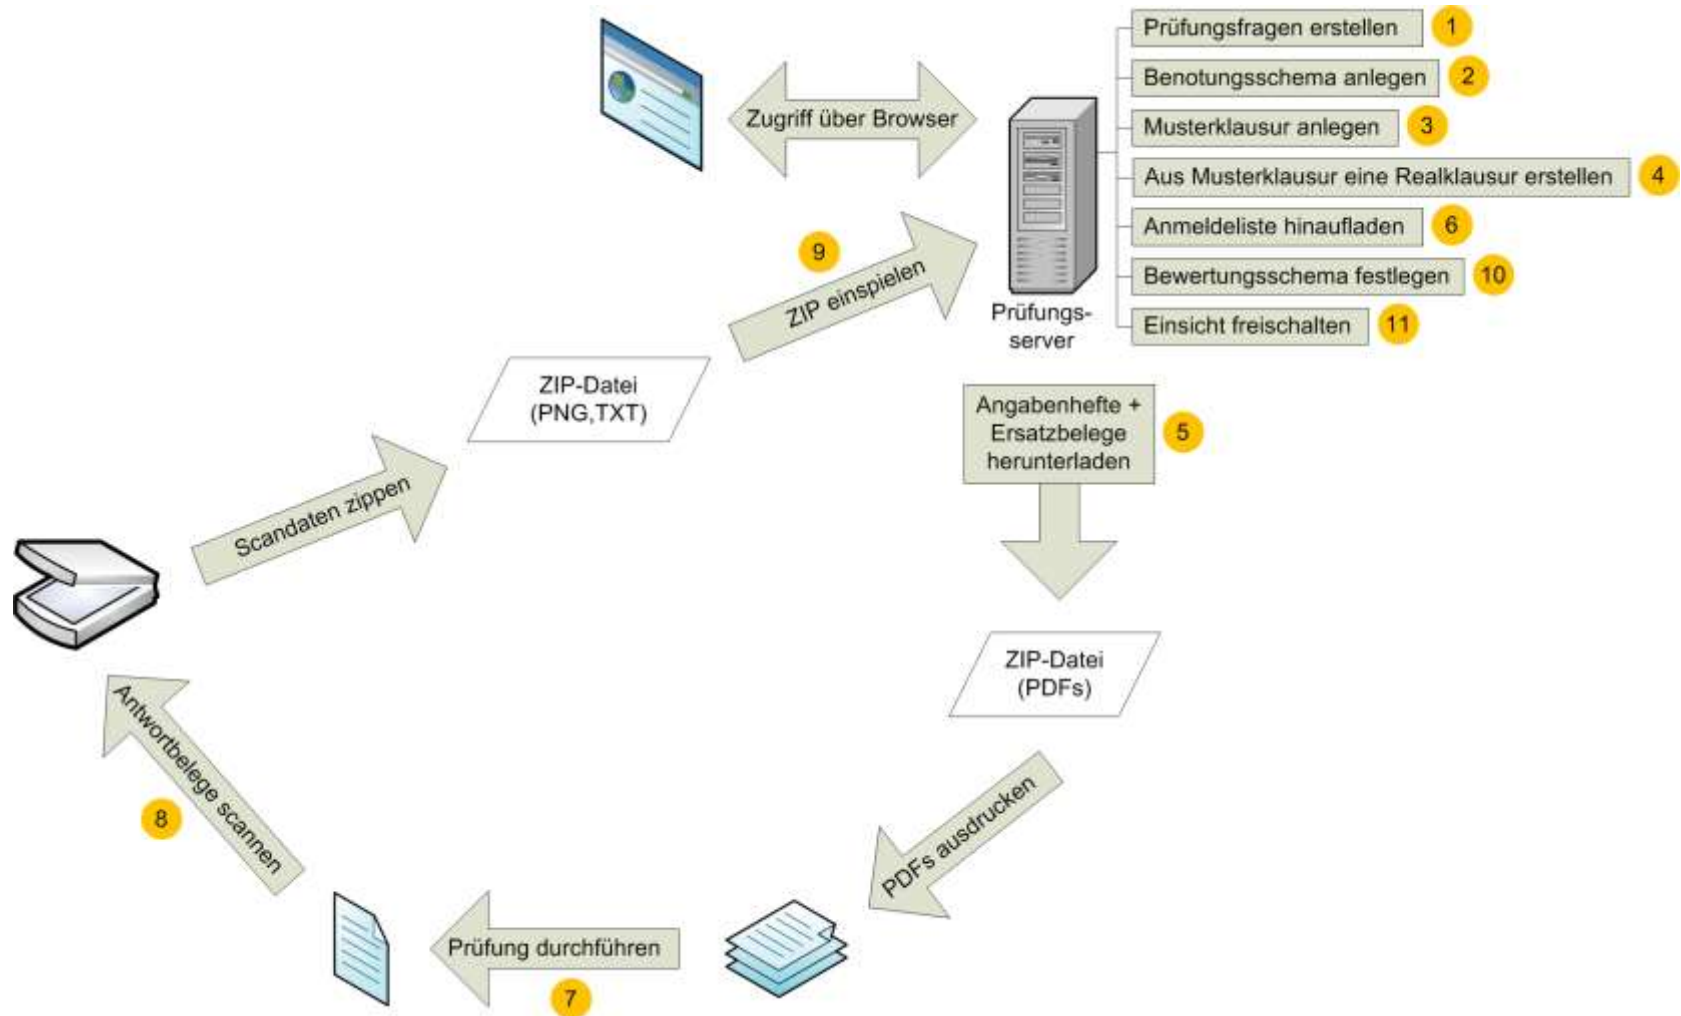 Prüfungsfragen erstellen 1
Benotungsschema anlegen 2
Musterklausur anlegen 3
Aus Musterklausur eine Realklausur erstellen 4
Anmeldeliste hinaufladen 6
Bewertungsschema festlegen 10
Einsicht freischalten 11
Zugriff über Browser
Prüfungs-
server
9
ZIP einspielen
ZIP-Datei
(PNG,TXT)
Scandaten zippen
Angabenhefte +
Ersatzbelege
herunterladen
5
ZIP-Datei
(PDFs)
PDFs ausdrucken
Prüfung durchführen
7
Antwortbelege scannen
8